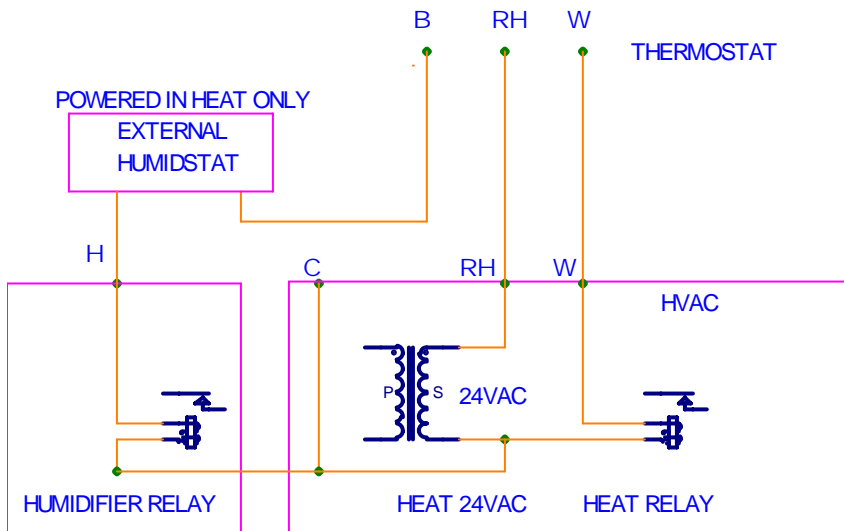 B RH W
THERMOSTAT
POWERED IN HEAT ONLY
EXTERNAL
HUMIDSTAT
H
C RH W
HVAC
P S 24VAC
HUMIDIFIER RELAY HEAT 24VAC HEAT RELAY